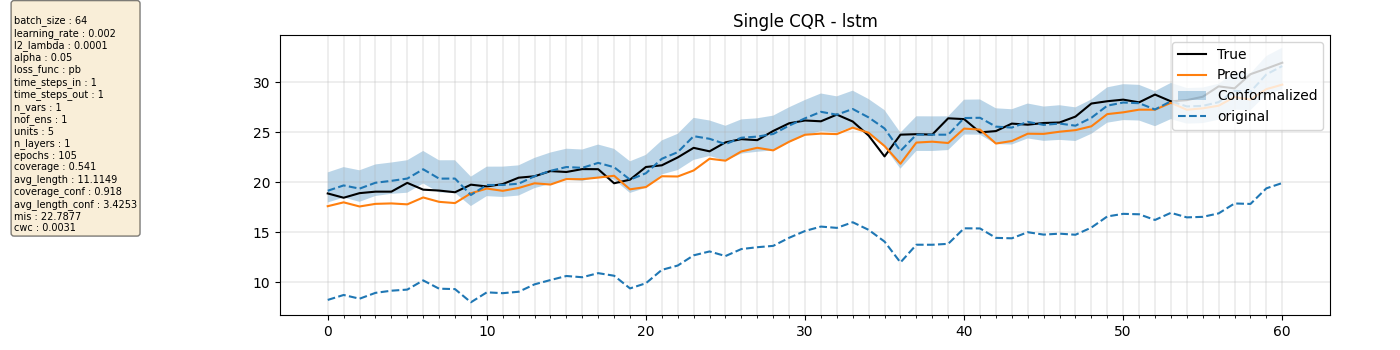 batch_size : 64
learning_rate : 0.002
l2_lambda : 0.0001
alpha : 0.05
loss_func : pb
time_steps_in : 1
time_steps_out : 1
n_vars : 1
nof_ens : 1
units : 5
n_layers : 1
epochs : 105
coverage : 0.541
avg_length : 11.1149
coverage_conf : 0.918
avg_length_conf : 3.4253
mis : 22.7877
cwc : 0.0031
Single CQR - lstm
True
Pred
Conformalized
original
30
25
20
15
10
0 10 20 30 40 50 60